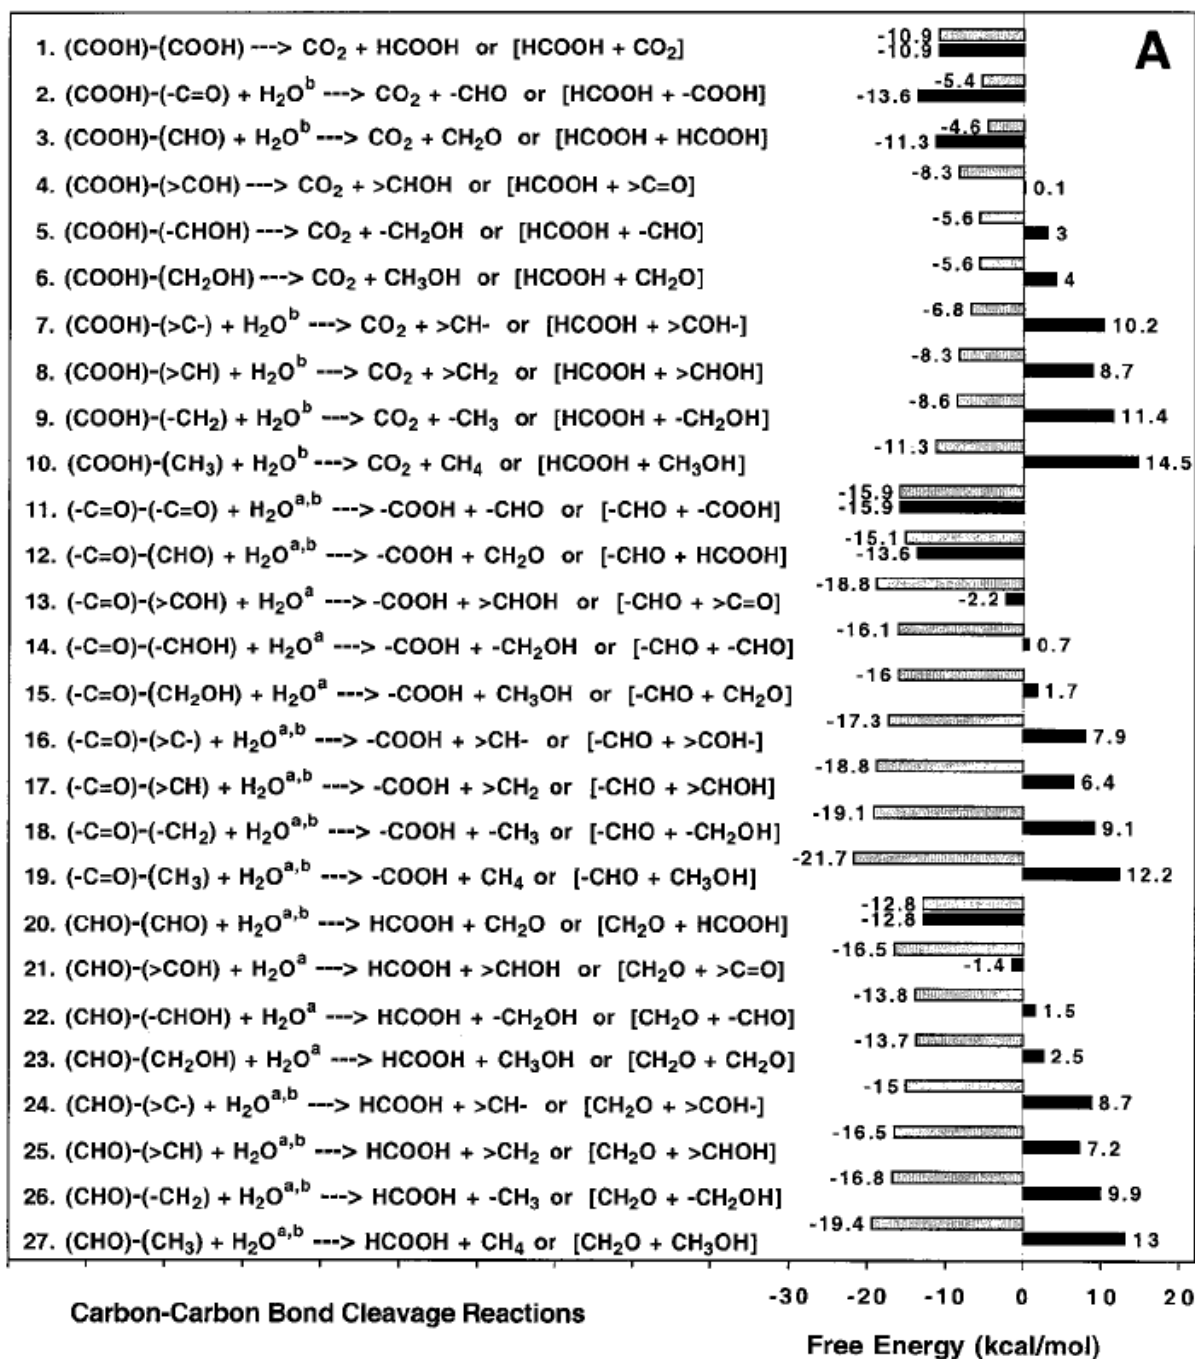 A
1. (COOH)-(COOH) ---> CO₂ + HCOOH or [HCOOH + CO₂] -10.9 -10.9
2. (COOH)-(-C=O) + H₂Oᵇ ---> CO₂ + -CHO or [HCOOH + -COOH] -5.4 -13.6
3. (COOH)-(CHO) + H₂Oᵇ ---> CO₂ + CH₂O or [HCOOH + HCOOH] -4.6 -11.3
4. (COOH)-(>COH) ---> CO₂ + >CHOH or [HCOOH + >C=O] -8.3 0.1
5. (COOH)-(-CHOH) ---> CO₂ + -CH₂OH or [HCOOH + -CHO] -5.6 3
6. (COOH)-(CH₂OH) ---> CO₂ + CH₃OH or [HCOOH + CH₂O] -5.6 4
7. (COOH)-(>C-) + H₂Oᵇ ---> CO₂ + >CH- or [HCOOH + >COH-] -6.8 10.2
8. (COOH)-(>CH) + H₂Oᵇ ---> CO₂ + >CH₂ or [HCOOH + >CHOH] -8.3 8.7
9. (COOH)-(-CH₂) + H₂Oᵇ ---> CO₂ + -CH₃ or [HCOOH + -CH₂OH] -8.6 11.4
10. (COOH)-(CH₃) + H₂Oᵇ ---> CO₂ + CH₄ or [HCOOH + CH₃OH] -11.3 14.5
11. (-C=O)-(-C=O) + H₂Oᵃ,ᵇ ---> -COOH + -CHO or [-CHO + -COOH] -15.9 -15.9
12. (-C=O)-(CHO) + H₂Oᵃ,ᵇ ---> -COOH + CH₂O or [-CHO + HCOOH] -15.1 -13.6
13. (-C=O)-(>COH) + H₂Oᵃ ---> -COOH + >CHOH or [-CHO + >C=O] -18.8 -2.2
14. (-C=O)-(-CHOH) + H₂Oᵃ ---> -COOH + -CH₂OH or [-CHO + -CHO] -16.1 0.7
15. (-C=O)-(CH₂OH) + H₂Oᵃ ---> -COOH + CH₃OH or [-CHO + CH₂O] -16 1.7
16. (-C=O)-(>C-) + H₂Oᵃ,ᵇ ---> -COOH + >CH- or [-CHO + >COH-] -17.3 7.9
17. (-C=O)-(>CH) + H₂Oᵃ,ᵇ ---> -COOH + >CH₂ or [-CHO + >CHOH] -18.8 6.4
18. (-C=O)-(-CH₂) + H₂Oᵃ,ᵇ ---> -COOH + -CH₃ or [-CHO + -CH₂OH] -19.1 9.1
19. (-C=O)-(CH₃) + H₂Oᵃ,ᵇ ---> -COOH + CH₄ or [-CHO + CH₃OH] -21.7 12.2
20. (CHO)-(CHO) + H₂Oᵃ,ᵇ ---> HCOOH + CH₂O or [CH₂O + HCOOH] -12.8 -12.8
21. (CHO)-(>COH) + H₂Oᵃ ---> HCOOH + >CHOH or [CH₂O + >C=O] -16.5 -1.4
22. (CHO)-(-CHOH) + H₂Oᵃ ---> HCOOH + -CH₂OH or [CH₂O + -CHO] -13.8 1.5
23. (CHO)-(CH₂OH) + H₂Oᵃ ---> HCOOH + CH₃OH or [CH₂O + CH₂O] -13.7 2.5
24. (CHO)-(>C-) + H₂Oᵃ,ᵇ ---> HCOOH + >CH- or [CH₂O + >COH-] -15 8.7
25. (CHO)-(>CH) + H₂Oᵃ,ᵇ ---> HCOOH + >CH₂ or [CH₂O + >CHOH] -16.5 7.2
26. (CHO)-(-CH₂) + H₂Oᵃ,ᵇ ---> HCOOH + -CH₃ or [CH₂O + -CH₂OH] -16.8 9.9
27. (CHO)-(CH₃) + H₂Oᵃ,ᵇ ---> HCOOH + CH₄ or [CH₂O + CH₃OH] -19.4 13
-30 -20 -10 0 10 20
Carbon-Carbon Bond Cleavage Reactions
Free Energy (kcal/mol)